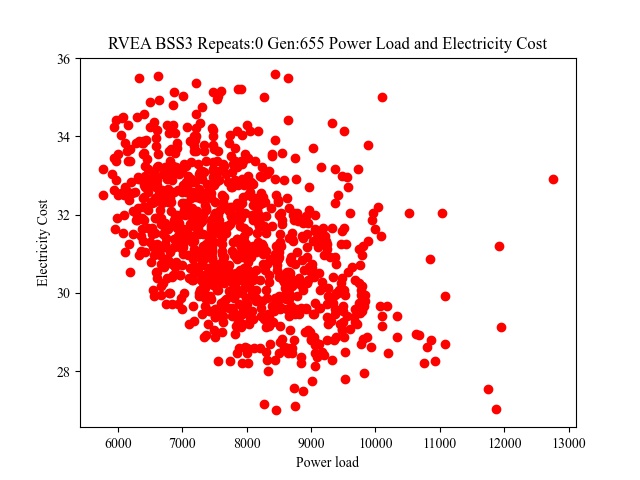 RVEA BSS3 Repeats:0 Gen:655 Power Load and Electricity Cost
36
34
32
30
28
Electricity Cost
6000 7000 8000 9000 10000 11000 12000 13000
Power load